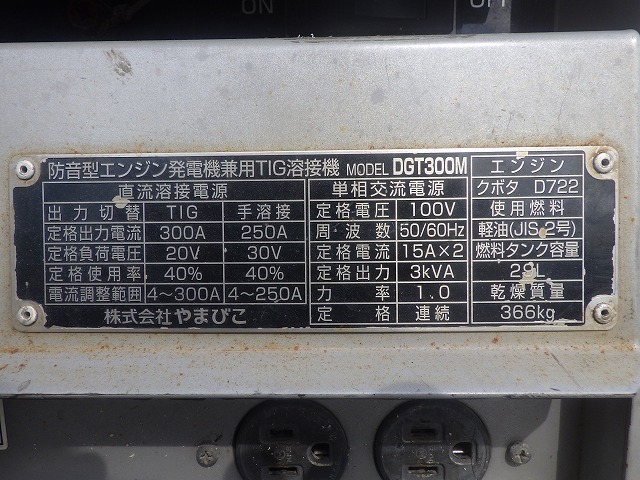 ON
OFF
防音型エンジン発電機兼用TIG溶接機 MODEL DGT300M
直流溶接電源
出力切替 TIG 手溶接
定格出力電流 300A 250A
定格負荷電圧 20V 30V
定格使用率 40% 40%
電流調整範囲 4～300A 4～250A
株式会社やまびこ
単相交流電源
定格電圧 100V
周波数 50/60Hz
定格電流 15A×2
定格出力 3kVA
力率 1.0
定格 連続
エンジン
クボタ D722
使用燃料
軽油(JIS 2号)
燃料タンク容量
乾燥質量
366kg